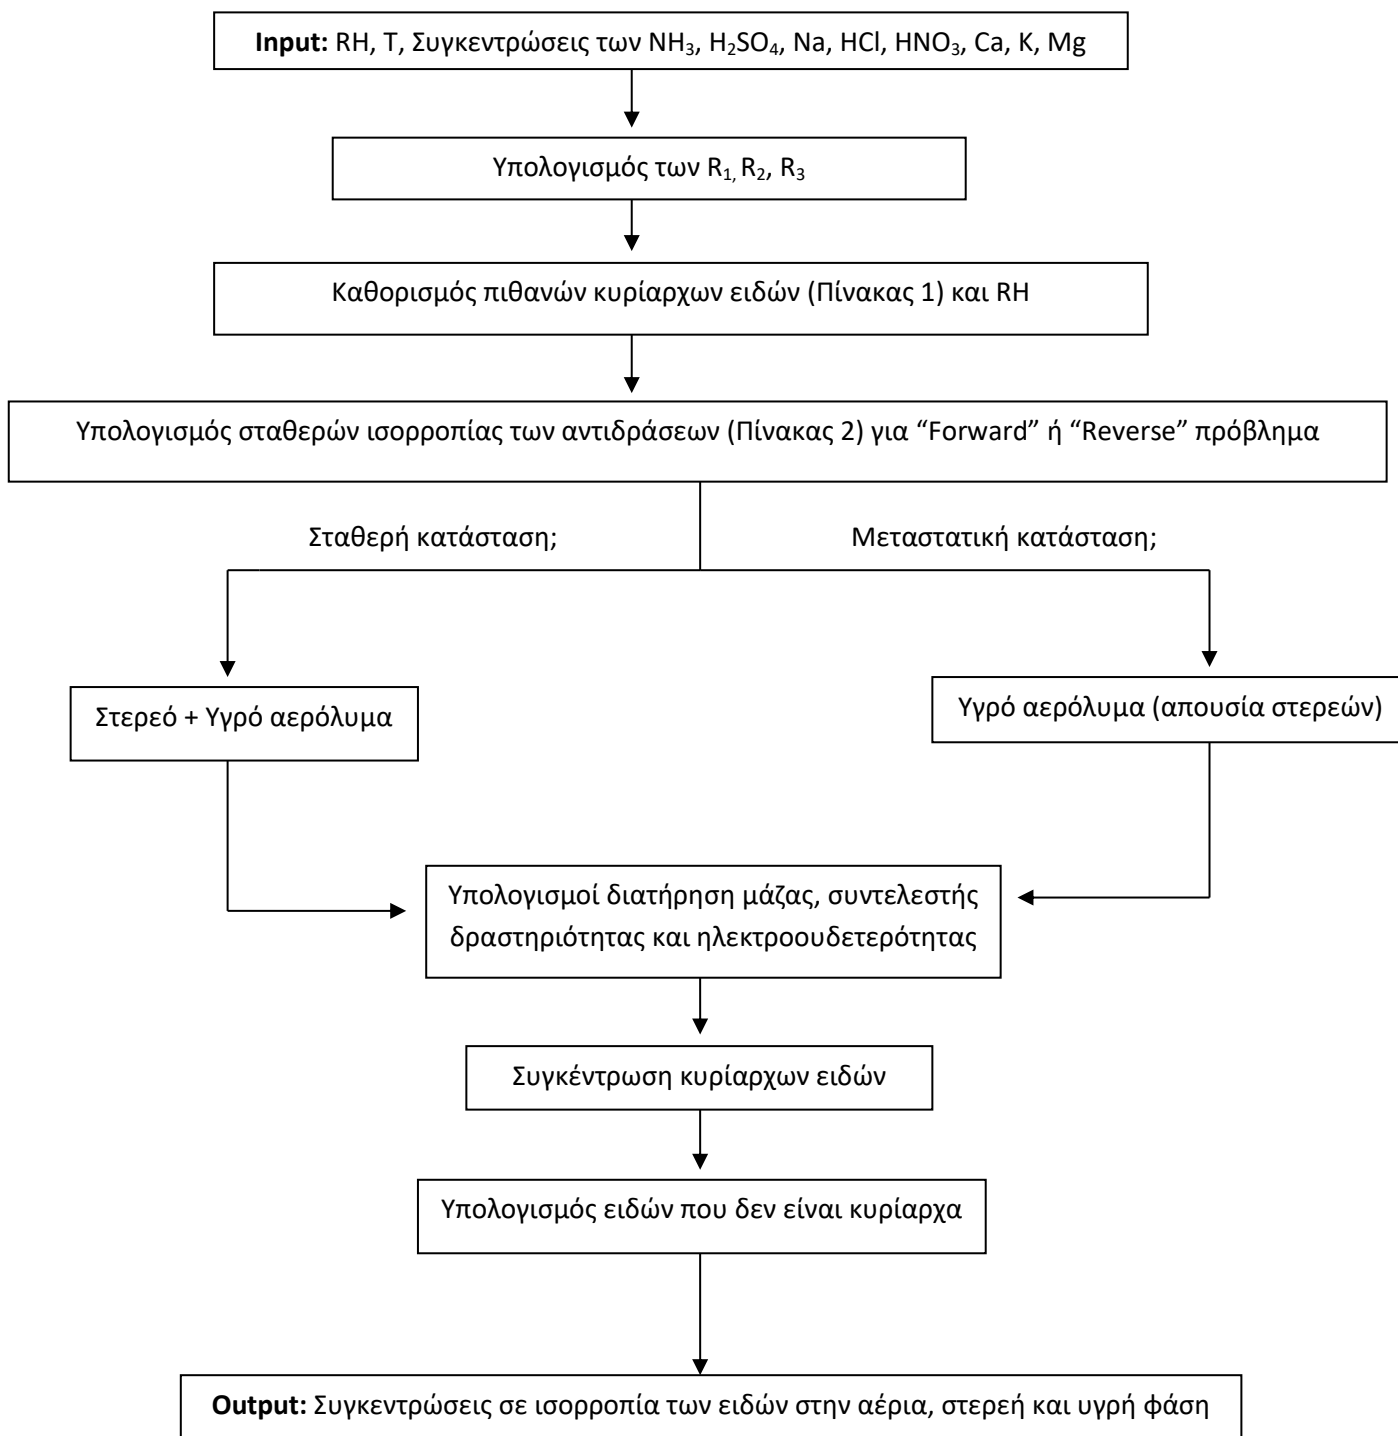 Input: RH, T, Συγκεντρώσεις των NH₃, H₂SO₄, Na, HCl, HNO₃, Ca, K, Mg
Υπολογισμός των R₁, R₂, R₃
Καθορισμός πιθανών κυρίαρχων ειδών (Πίνακας 1) και RH
Υπολογισμός σταθερών ισορροπίας των αντιδράσεων (Πίνακας 2) για “Forward” ή “Reverse” πρόβλημα
Σταθερή κατάσταση;
Μεταστατική κατάσταση;
Στερεό + Υγρό αερόλυμα
Υγρό αερόλυμα (απουσία στερεών)
Υπολογισμοί διατήρηση μάζας, συντελεστής
δραστηριότητας και ηλεκτροουδετερότητας
Συγκέντρωση κυρίαρχων ειδών
Υπολογισμός ειδών που δεν είναι κυρίαρχα
Output: Συγκεντρώσεις σε ισορροπία των ειδών στην αέρια, στερεή και υγρή φάση